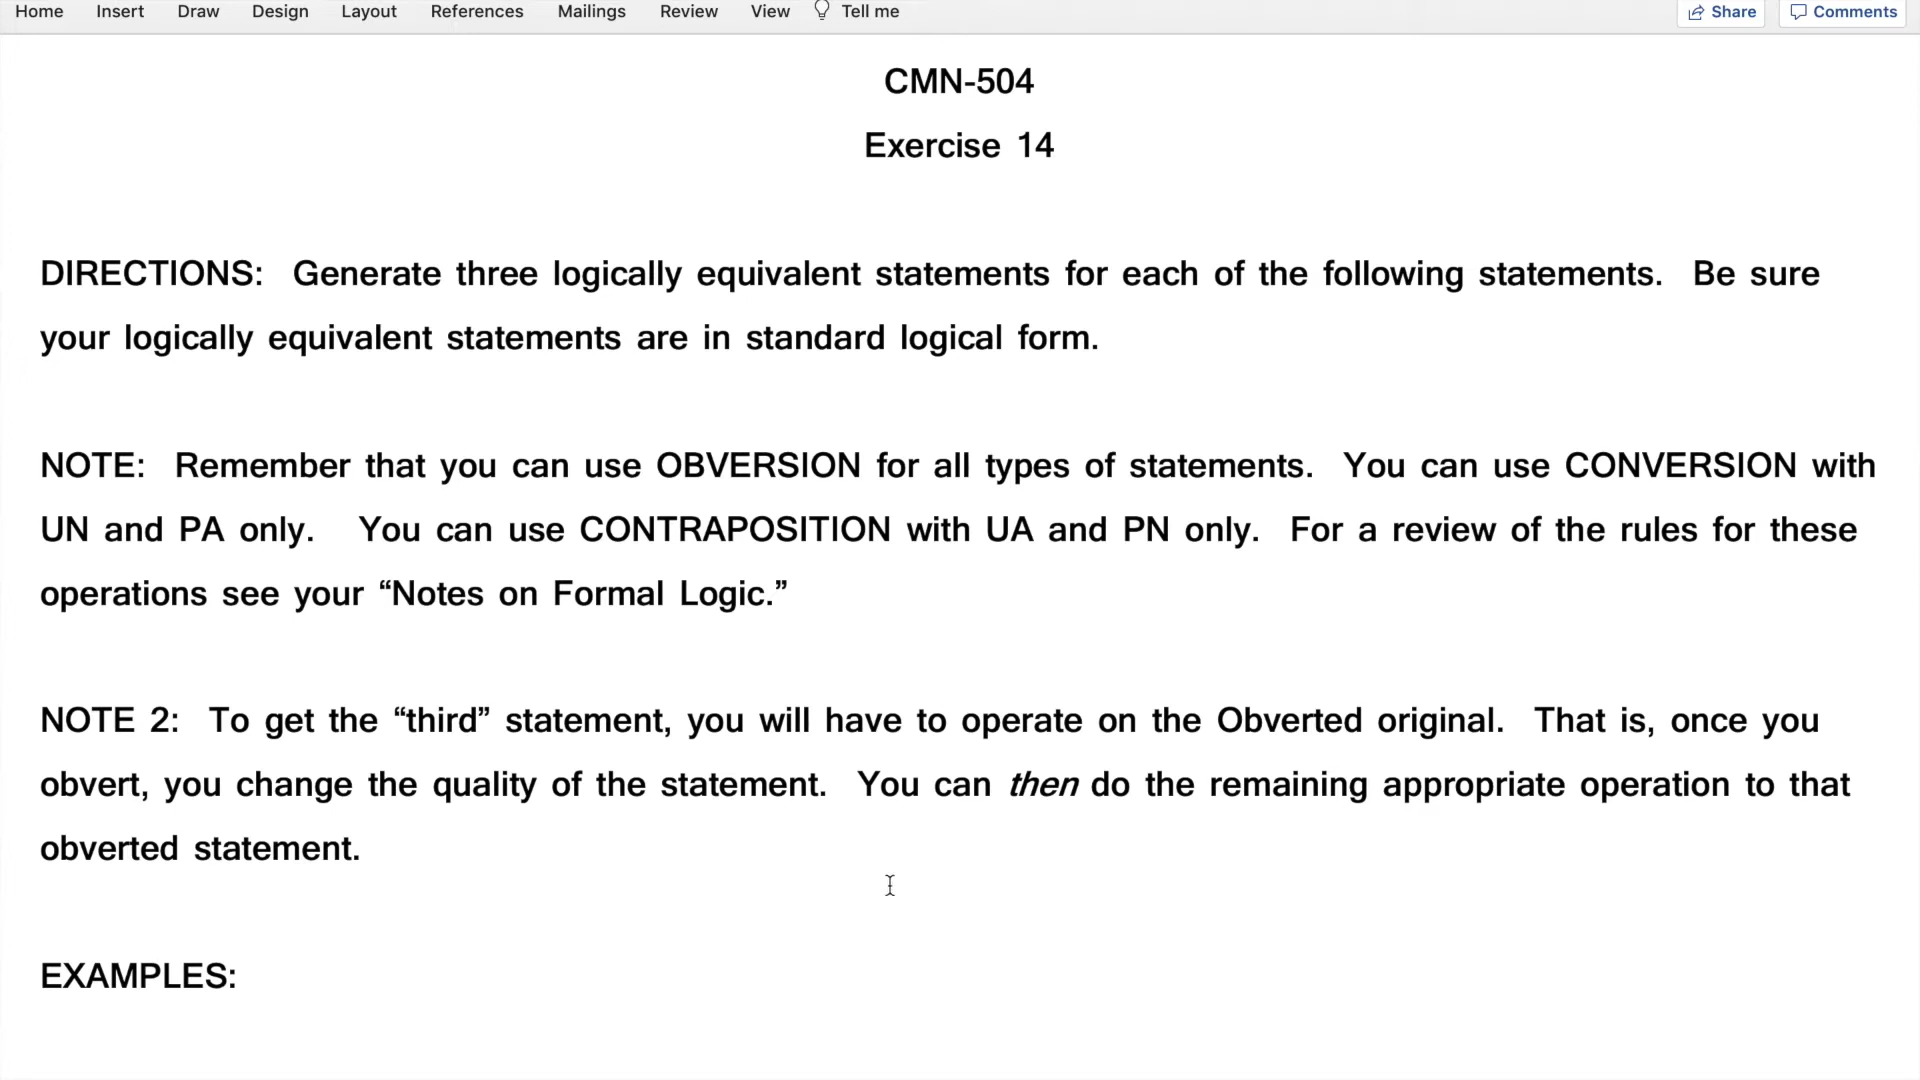 Home Insert Draw Design Layout References Mailings Review View Tell me Share Comments
CMN-504
Exercise 14
DIRECTIONS: Generate three logically equivalent statements for each of the following statements. Be sure
your logically equivalent statements are in standard logical form.
NOTE: Remember that you can use OBVERSION for all types of statements. You can use CONVERSION with
UN and PA only. You can use CONTRAPOSITION with UA and PN only. For a review of the rules for these
operations see your “Notes on Formal Logic.”
NOTE 2: To get the “third” statement, you will have to operate on the Obverted original. That is, once you
obvert, you change the quality of the statement. You can then do the remaining appropriate operation to that
obverted statement.
EXAMPLES: